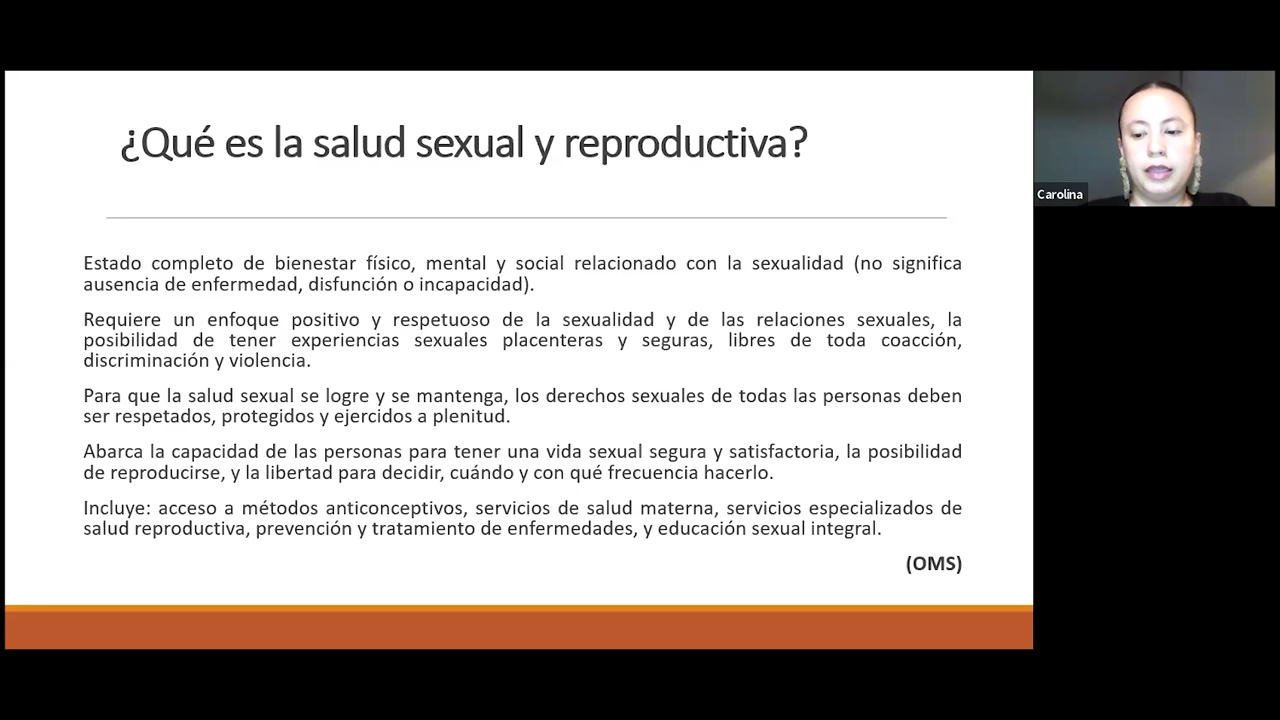 ¿Qué es la salud sexual y reproductiva?
Estado completo de bienestar físico, mental y social relacionado con la sexualidad (no significa
ausencia de enfermedad, disfunción o incapacidad).
Requiere un enfoque positivo y respetuoso de la sexualidad y de las relaciones sexuales, la
posibilidad de tener experiencias sexuales placenteras y seguras, libres de toda coacción,
discriminación y violencia.
Para que la salud sexual se logre y se mantenga, los derechos sexuales de todas las personas deben
ser respetados, protegidos y ejercidos a plenitud.
Abarca la capacidad de las personas para tener una vida sexual segura y satisfactoria, la posibilidad
de reproducirse, y la libertad para decidir, cuándo y con qué frecuencia hacerlo.
Incluye: acceso a métodos anticonceptivos, servicios de salud materna, servicios especializados de
salud reproductiva, prevención y tratamiento de enfermedades, y educación sexual integral.
(OMS)
Carolina